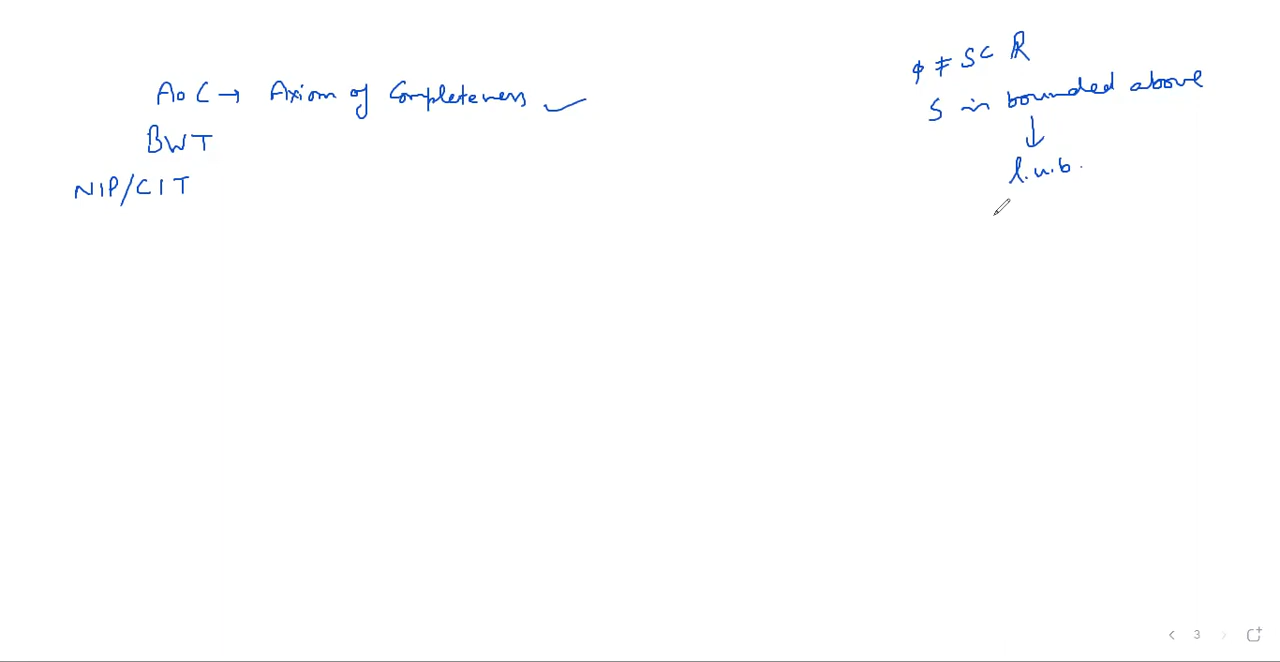 AoC → Axiom of Completeness ✓
BWT
NIP/CIT
ϕ ≠ S ⊂ ℝ
S is bounded above
↓
l.u.b.
< 3 >